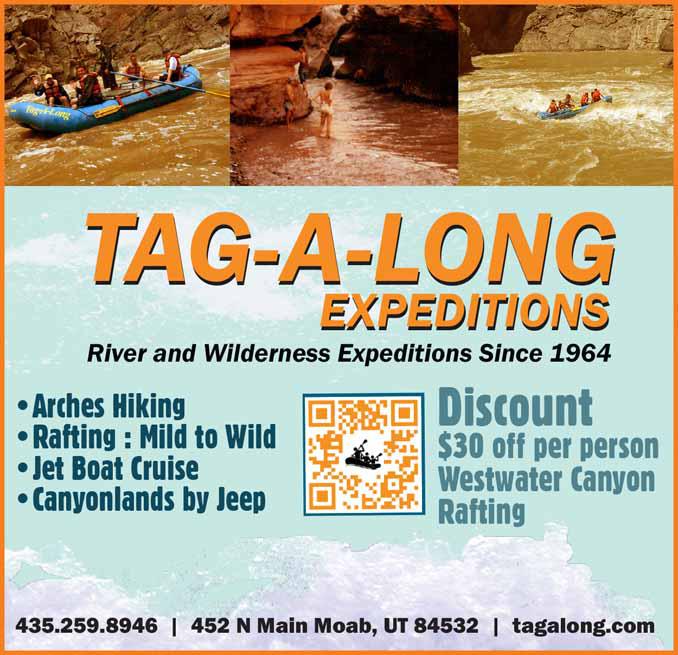 Tag-A-Long
TAG-A-LONG
EXPEDITIONS
River and Wilderness Expeditions Since 1964
• Arches Hiking
• Rafting : Mild to Wild
• Jet Boat Cruise
• Canyonlands by Jeep
Discount
$30 off per person
Westwater Canyon
Rafting
435.259.8946 | 452 N Main Moab, UT 84532 | tagalong.com